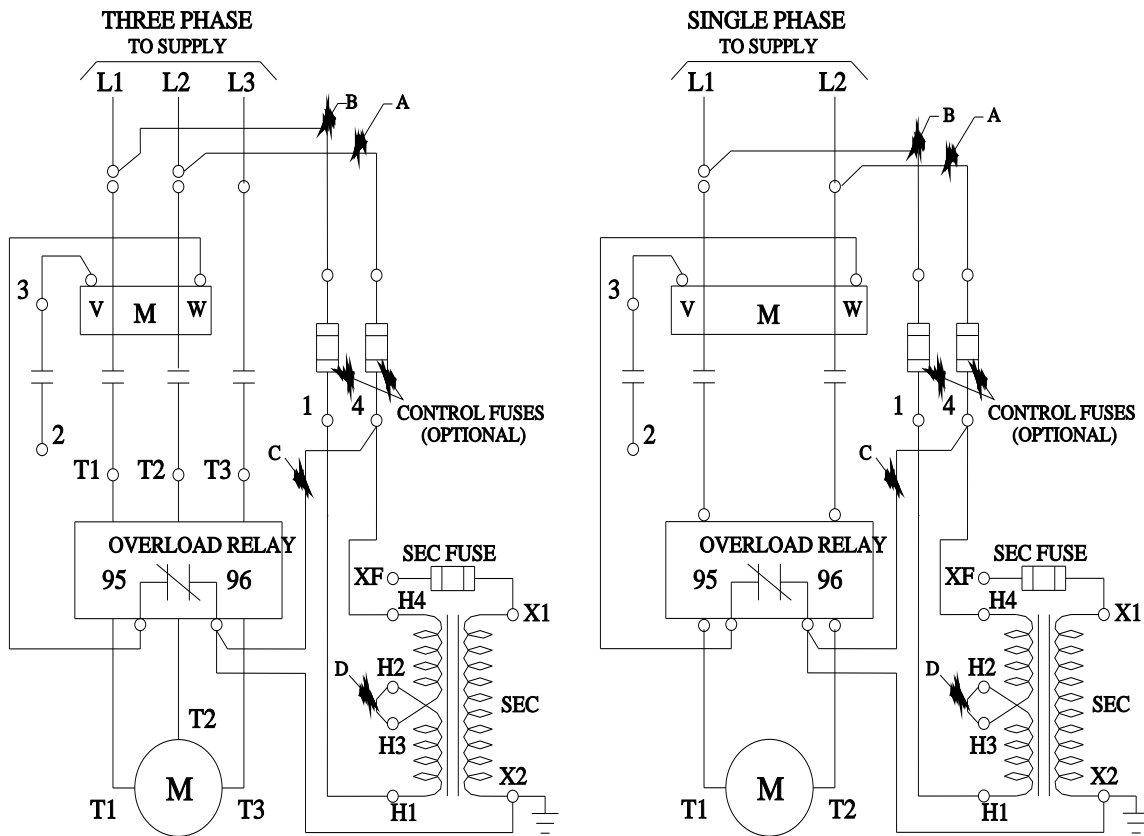 THREE PHASE
TO SUPPLY
L1 L2 L3
B A
3
V M W
1 4
CONTROL FUSES
(OPTIONAL)
2
C
T1 T2 T3
OVERLOAD RELAY
95 96
SEC FUSE
XF
H4 X1
D H2
SEC
H3
T2
X2
M
T1 T3
H1
SINGLE PHASE
TO SUPPLY
L1 L2
B A
3
V M W
1 4
CONTROL FUSES
(OPTIONAL)
2
C
OVERLOAD RELAY
95 96
SEC FUSE
XF
H4 X1
D H2
SEC
H3
X2
M
T1 T2
H1